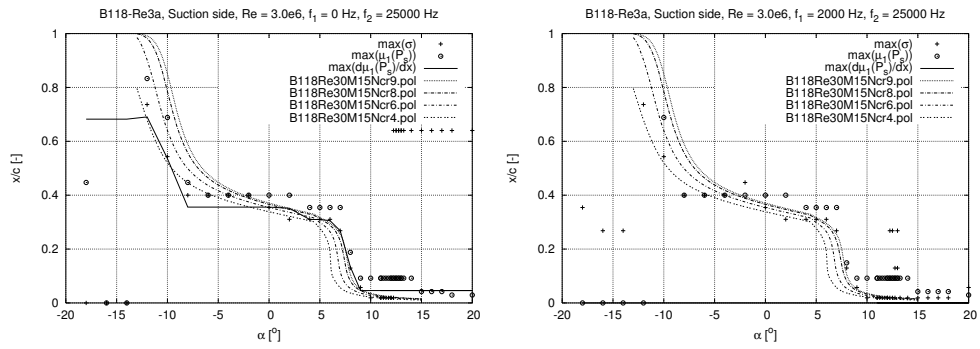 B118-Re3a, Suction side, Re = 3.0e6, f1 = 0 Hz, f2 = 25000 Hz
max(σ)
max(μ1(Ps))
max(dμ1(Ps)/dx)
B118Re30M15Ncr9.pol
B118Re30M15Ncr8.pol
B118Re30M15Ncr6.pol
B118Re30M15Ncr4.pol
1
0.8
0.6
0.4
0.2
0
x/c [-]
-20 -15 -10 -5 0 5 10 15 20
α [°]
B118-Re3a, Suction side, Re = 3.0e6, f1 = 2000 Hz, f2 = 25000 Hz
max(σ)
max(μ1(Ps))
max(dμ1(Ps)/dx)
B118Re30M15Ncr9.pol
B118Re30M15Ncr8.pol
B118Re30M15Ncr6.pol
B118Re30M15Ncr4.pol
1
0.8
0.6
0.4
0.2
0
x/c [-]
-20 -15 -10 -5 0 5 10 15 20
α [°]